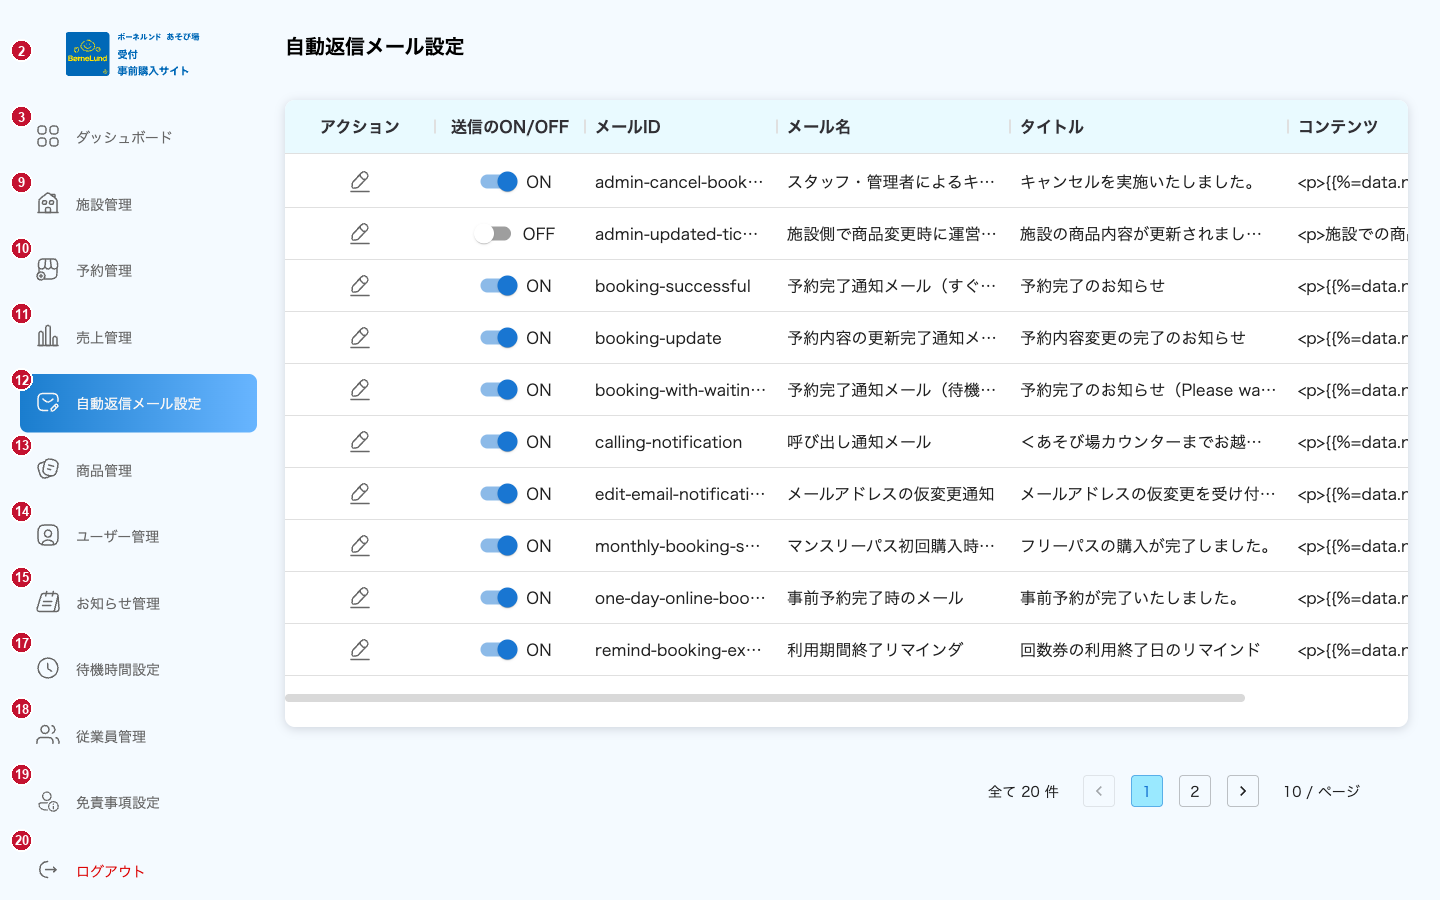 2
BørneLund
ボーネルンド あそび場
受付
事前購入サイト
3
ダッシュボード
9
施設管理
10
予約管理
11
売上管理
12
自動返信メール設定
13
商品管理
14
ユーザー管理
15
お知らせ管理
17
待機時間設定
18
従業員管理
19
免責事項設定
20
ログアウト
自動返信メール設定
アクション 送信のON/OFF メールID メール名 タイトル コンテンツ
ON admin-cancel-book… スタッフ・管理者によるキ… キャンセルを実施いたしました。 <p>{{%=data.n
OFF admin-updated-tic… 施設側で商品変更時に運営… 施設の商品内容が更新されまし… <p>施設での商品
ON booking-successful 予約完了通知メール（すぐ… 予約完了のお知らせ <p>{{%=data.n
ON booking-update 予約内容の更新完了通知メ… 予約内容変更の完了のお知らせ <p>{{%=data.n
ON booking-with-waitin… 予約完了通知メール（待機… 予約完了のお知らせ（Please wa… <p>{{%=data.n
ON calling-notification 呼び出し通知メール ＜あそび場カウンターまでお越… <p>{{%=data.n
ON edit-email-notificati… メールアドレスの仮変更通知 メールアドレスの仮変更を受け付… <p>{{%=data.n
ON monthly-booking-s… マンスリーパス初回購入時… フリーパスの購入が完了しました。 <p>{{%=data.n
ON one-day-online-boo… 事前予約完了時のメール 事前予約が完了いたしました。 <p>{{%=data.n
ON remind-booking-ex… 利用期間終了リマインダ 回数券の利用終了日のリマインド <p>{{%=data.n
全て 20 件 1 2 10 / ページ